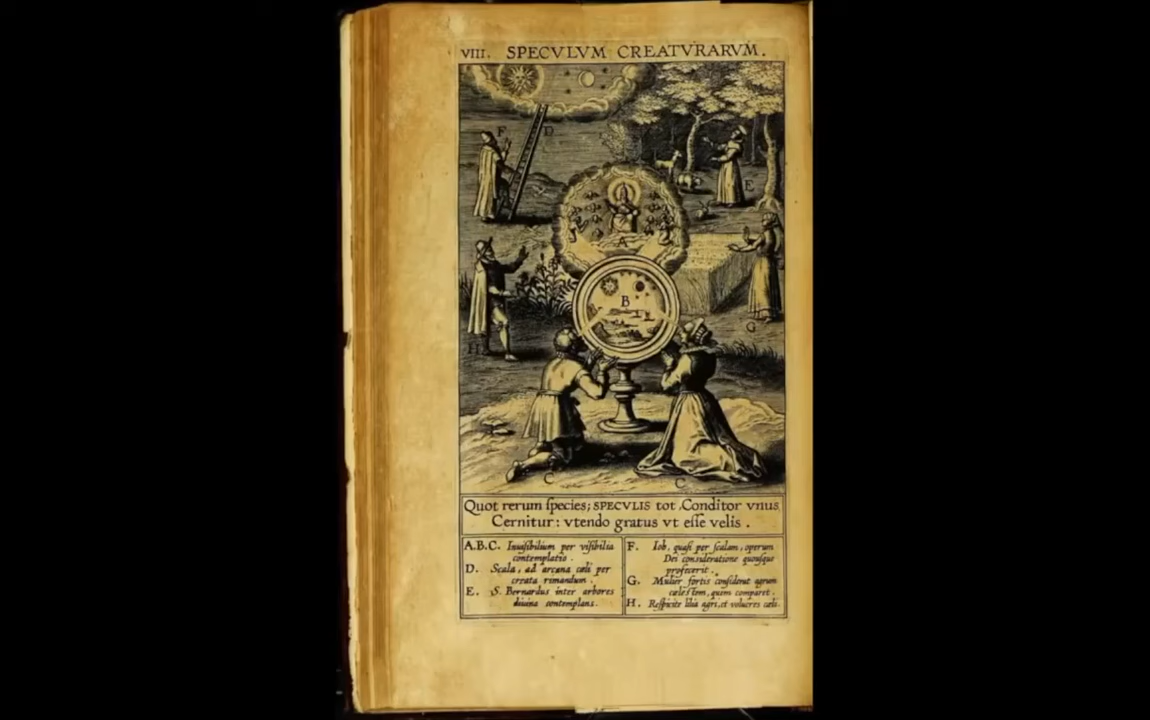 VIII. SPECVLVM CREATVRARVM.
F
D
E
A
B
G
H
C
C
Quot rerum ſpecies; SPECVLIS tot Conditor vnus,
Cernitur: vtendo gratus vt eſſe velis.
A.B.C. Inuiſibilium per viſibilia
contemplatio.
D. Scala, ad arcana cæli per
creata rimandum.
E. S. Bernardus inter arbores
diuina contemplans.
F. Iob, quaſi per ſcalam, operum
Dei conſideratione quouſque
profecerit.
G. Mulier fortis conſiderat agrum
cæleſtem, quem comparet.
H. Reſpicite lilia agri, et volucres cæli.